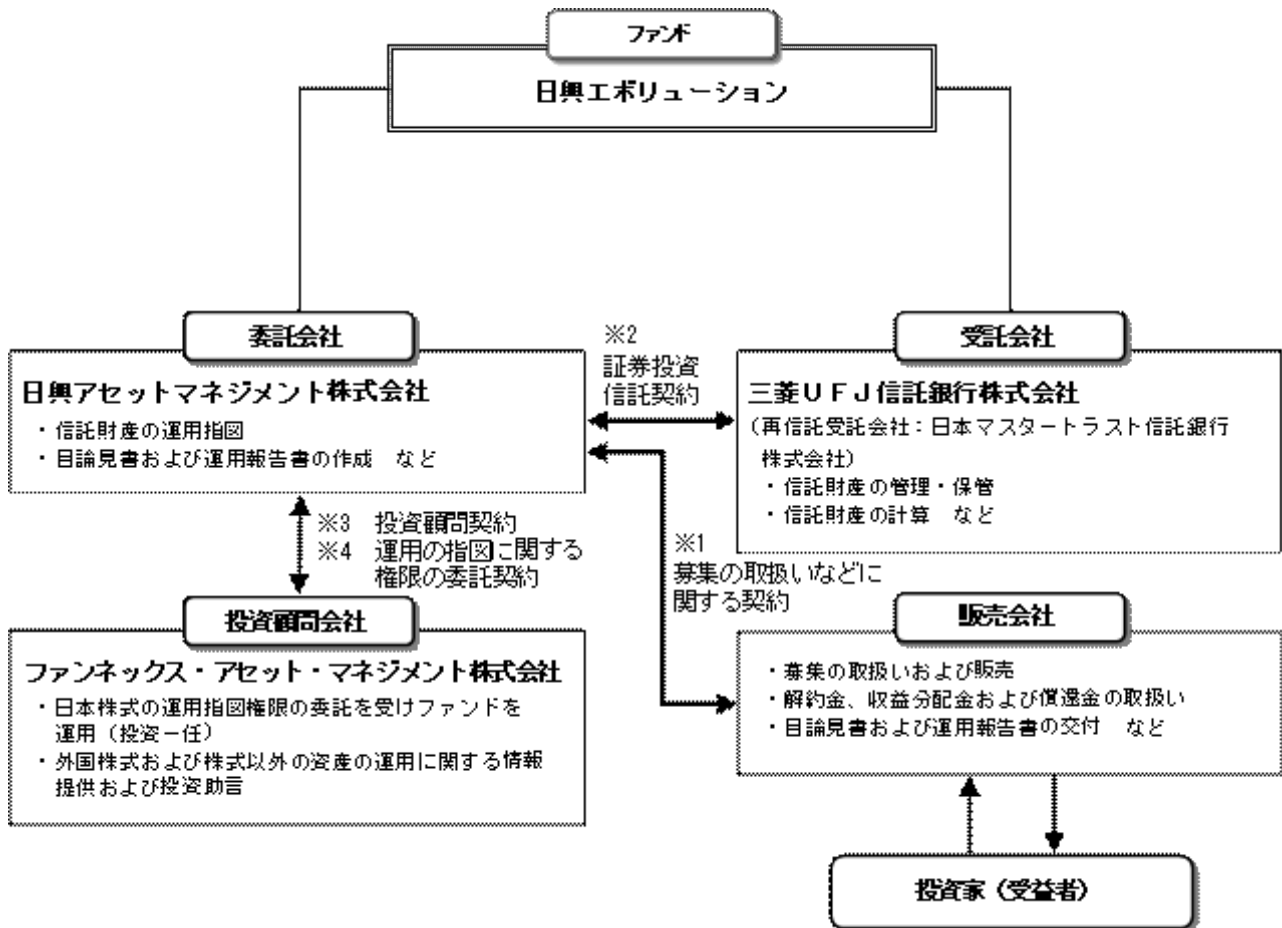 ファンド
日興エボリューション
委託会社
日興アセットマネジメント株式会社
・信託財産の運用指図
・目論見書および運用報告書の作成　など
※2
証券投資
信託契約
受託会社
三菱ＵＦＪ信託銀行株式会社
（再信託受託会社：日本マスタートラスト信託銀行
株式会社）
・信託財産の管理・保管
・信託財産の計算　など
※3　投資顧問契約
※4　運用の指図に関する
権限の委託契約
※1
募集の取扱いなどに
関する契約
投資顧問会社
ファンネックス・アセット・マネジメント株式会社
・日本株式の運用指図権限の委託を受けファンドを
運用（投資一任）
・外国株式および株式以外の資産の運用に関する情報
提供および投資助言
販売会社
・募集の取扱いおよび販売
・解約金、収益分配金および償還金の取扱い
・目論見書および運用報告書の交付　など
投資家（受益者）